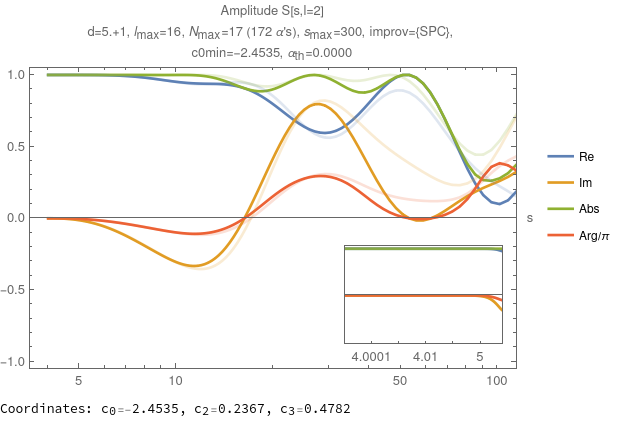 Amplitude S[s,l=2]
d=5.+1, lmax=16, Nmax=17 (172 α's), smax=300, improv={SPC},
c0min=−2.4535, αth=0.0000
1.0
0.5
0.0
−0.5
−1.0
5
10
50
100
s
Re
Im
Abs
Arg/π
4.0001
4.01
5
Coordinates: c0=-2.4535, c2=0.2367, c3=0.4782